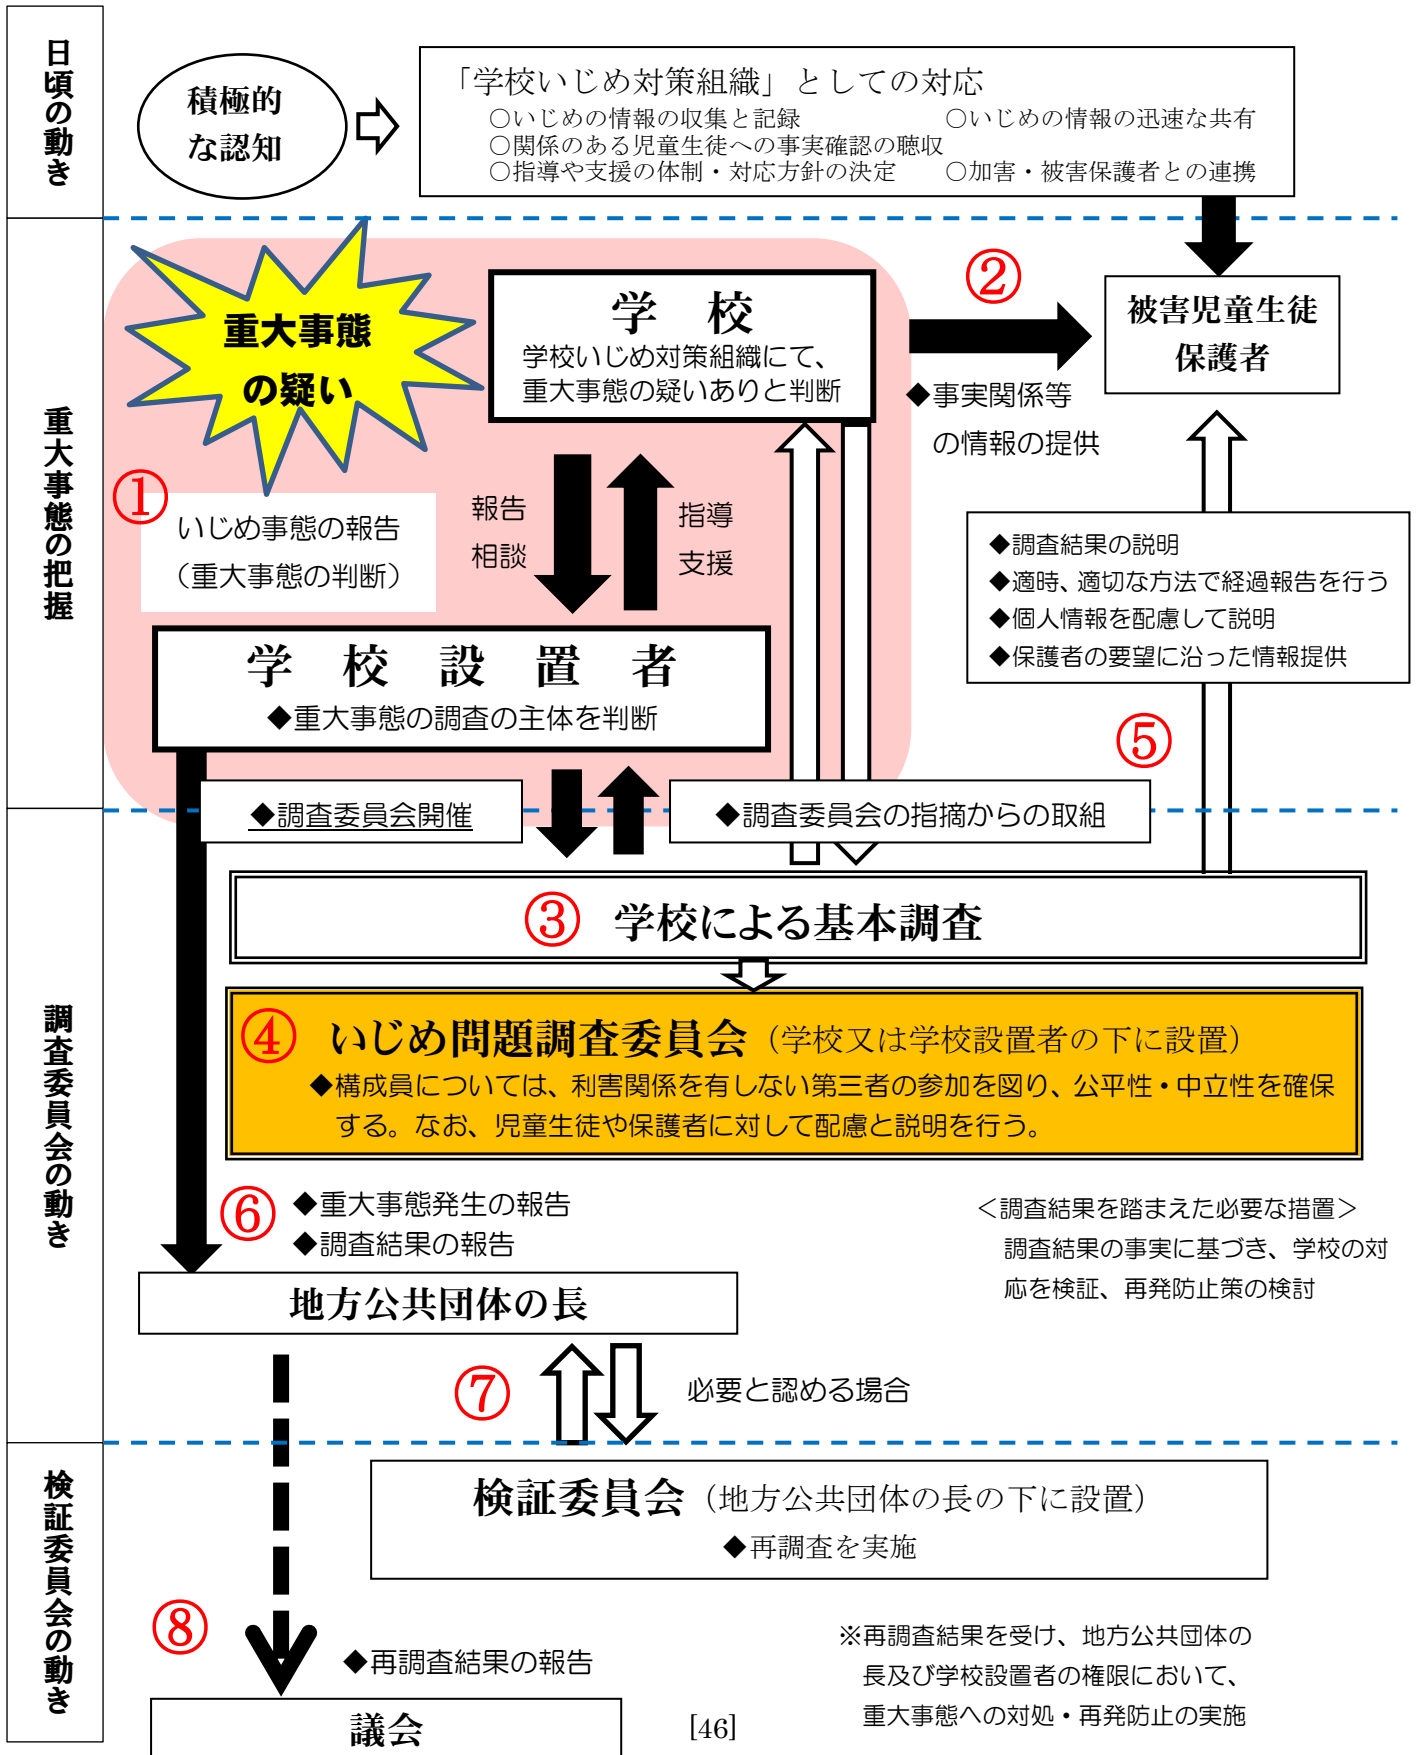 日頃の動き
積極的
な認知
「学校いじめ対策組織」としての対応
○いじめの情報の収集と記録 ○いじめの情報の迅速な共有
○関係のある児童生徒への事実確認の聴収
○指導や支援の体制・対応方針の決定 ○加害・被害保護者との連携
重大事態の把握
重大事態
の疑い
学 校
学校いじめ対策組織にて、
重大事態の疑いありと判断
②
被害児童生徒
保護者
◆事実関係等
の情報の提供
①
いじめ事態の報告
（重大事態の判断）
報告
相談
指導
支援
◆調査結果の説明
◆適時、適切な方法で経過報告を行う
◆個人情報を配慮して説明
◆保護者の要望に沿った情報提供
学 校 設 置 者
◆重大事態の調査の主体を判断
⑤
◆調査委員会開催
◆調査委員会の指摘からの取組
調査委員会の動き
③ 学校による基本調査
④ いじめ問題調査委員会（学校又は学校設置者の下に設置）
◆構成員については、利害関係を有しない第三者の参加を図り、公平性・中立性を確保
する。なお、児童生徒や保護者に対して配慮と説明を行う。
⑥
◆重大事態発生の報告
◆調査結果の報告
＜調査結果を踏まえた必要な措置＞
調査結果の事実に基づき、学校の対
応を検証、再発防止策の検討
地方公共団体の長
⑦
必要と認める場合
検証委員会の動き
検証委員会（地方公共団体の長の下に設置）
◆再調査を実施
⑧
◆再調査結果の報告
※再調査結果を受け、地方公共団体の
長及び学校設置者の権限において、
重大事態への対処・再発防止の実施
議会
[46]